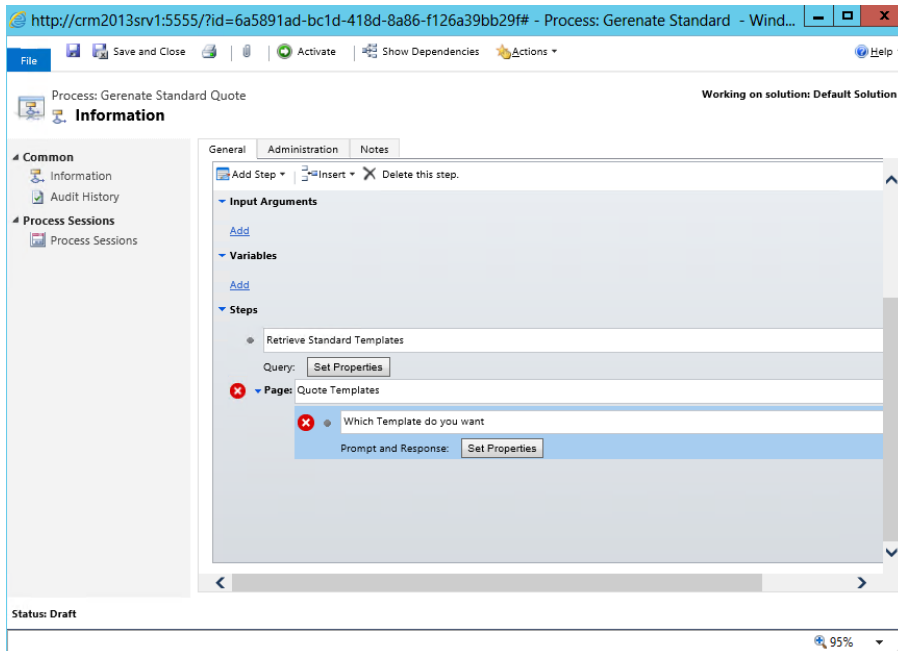 http://crm2013srv1:5555/?id=6a5891ad-bc1d-418d-8a86-f126a39bb29f# - Process: Gerenate Standard - Wind...
File Save and Close Activate Show Dependencies Actions Help
Process: Gerenate Standard Quote
Information
Working on solution: Default Solution
Common
Information
Audit History
Process Sessions
Process Sessions
General Administration Notes
Add Step Insert Delete this step.
Input Arguments
Add
Variables
Add
Steps
Retrieve Standard Templates
Query: Set Properties
Page: Quote Templates
Which Template do you want
Prompt and Response: Set Properties
Status: Draft
95%